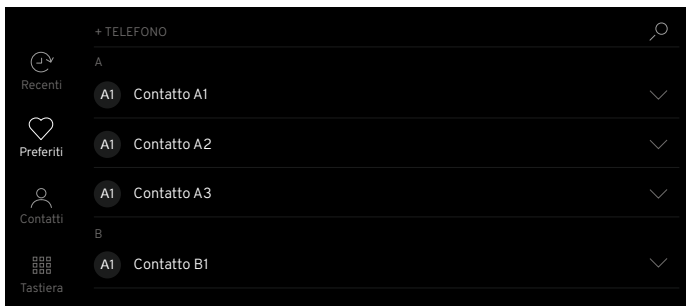 + TELEFONO
A
Recenti
A1 Contatto A1
Preferiti
A1 Contatto A2
Contatti
A1 Contatto A3
B
Tastiera
A1 Contatto B1